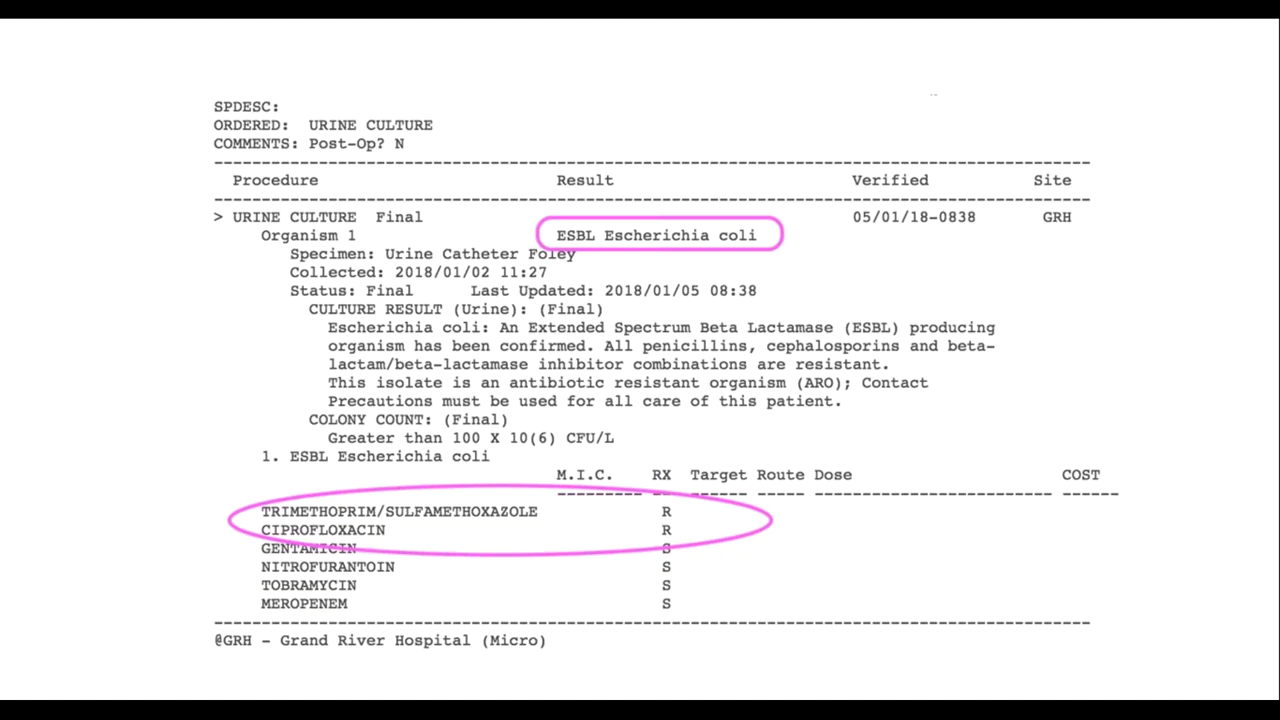 SPDESC:
ORDERED: URINE CULTURE
COMMENTS: Post-Op? N
Procedure Result Verified Site
> URINE CULTURE Final 05/01/18-0838 GRH
Organism 1 ESBL Escherichia coli
Specimen: Urine Catheter Foley
Collected: 2018/01/02 11:27
Status: Final Last Updated: 2018/01/05 08:38
CULTURE RESULT (Urine): (Final)
Escherichia coli: An Extended Spectrum Beta Lactamase (ESBL) producing
organism has been confirmed. All penicillins, cephalosporins and beta-
lactam/beta-lactamase inhibitor combinations are resistant.
This isolate is an antibiotic resistant organism (ARO); Contact
Precautions must be used for all care of this patient.
COLONY COUNT: (Final)
Greater than 100 X 10(6) CFU/L
1. ESBL Escherichia coli
M.I.C. RX Target Route Dose COST
TRIMETHOPRIM/SULFAMETHOXAZOLE R
CIPROFLOXACIN R
GENTAMICIN S
NITROFURANTOIN S
TOBRAMYCIN S
MEROPENEM S
@GRH - Grand River Hospital (Micro)